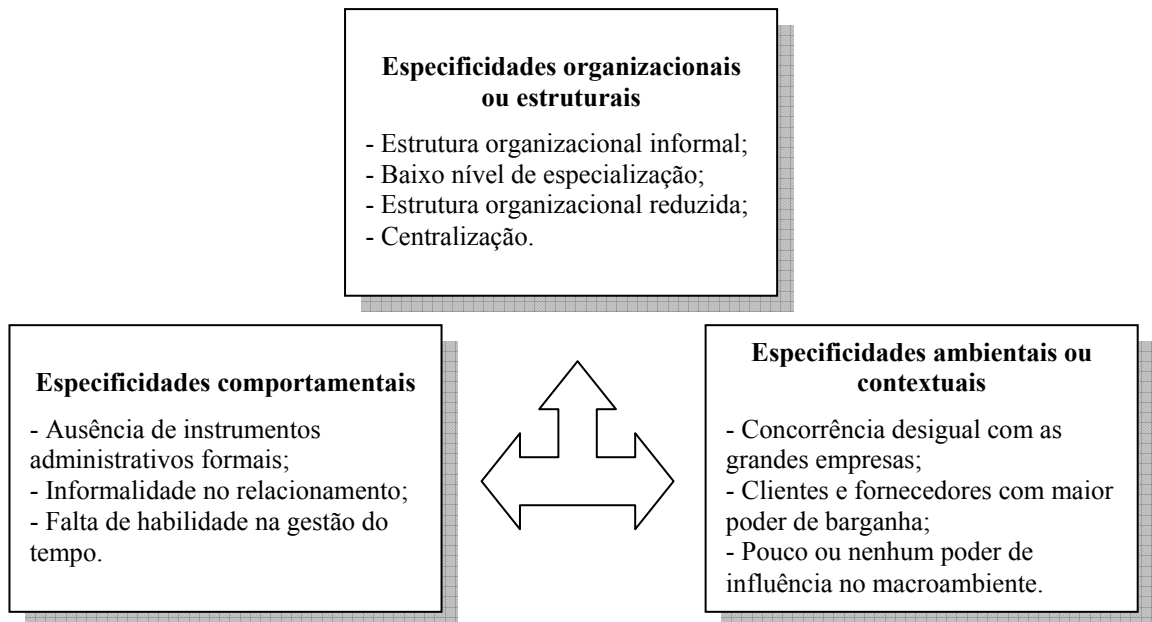 Especificidades organizacionais
ou estruturais
- Estrutura organizacional informal;
- Baixo nível de especialização;
- Estrutura organizacional reduzida;
- Centralização.
Especificidades comportamentais
- Ausência de instrumentos
administrativos formais;
- Informalidade no relacionamento;
- Falta de habilidade na gestão do
tempo.
Especificidades ambientais ou
contextuais
- Concorrência desigual com as
grandes empresas;
- Clientes e fornecedores com maior
poder de barganha;
- Pouco ou nenhum poder de
influência no macroambiente.